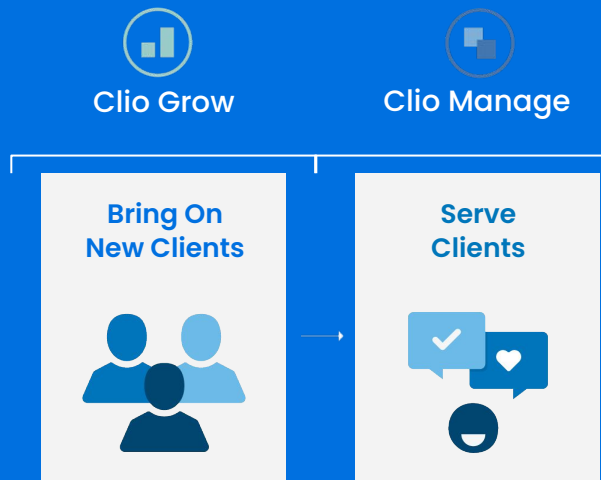 Clio Grow
Clio Manage
Bring On
New Clients
Serve
Clients